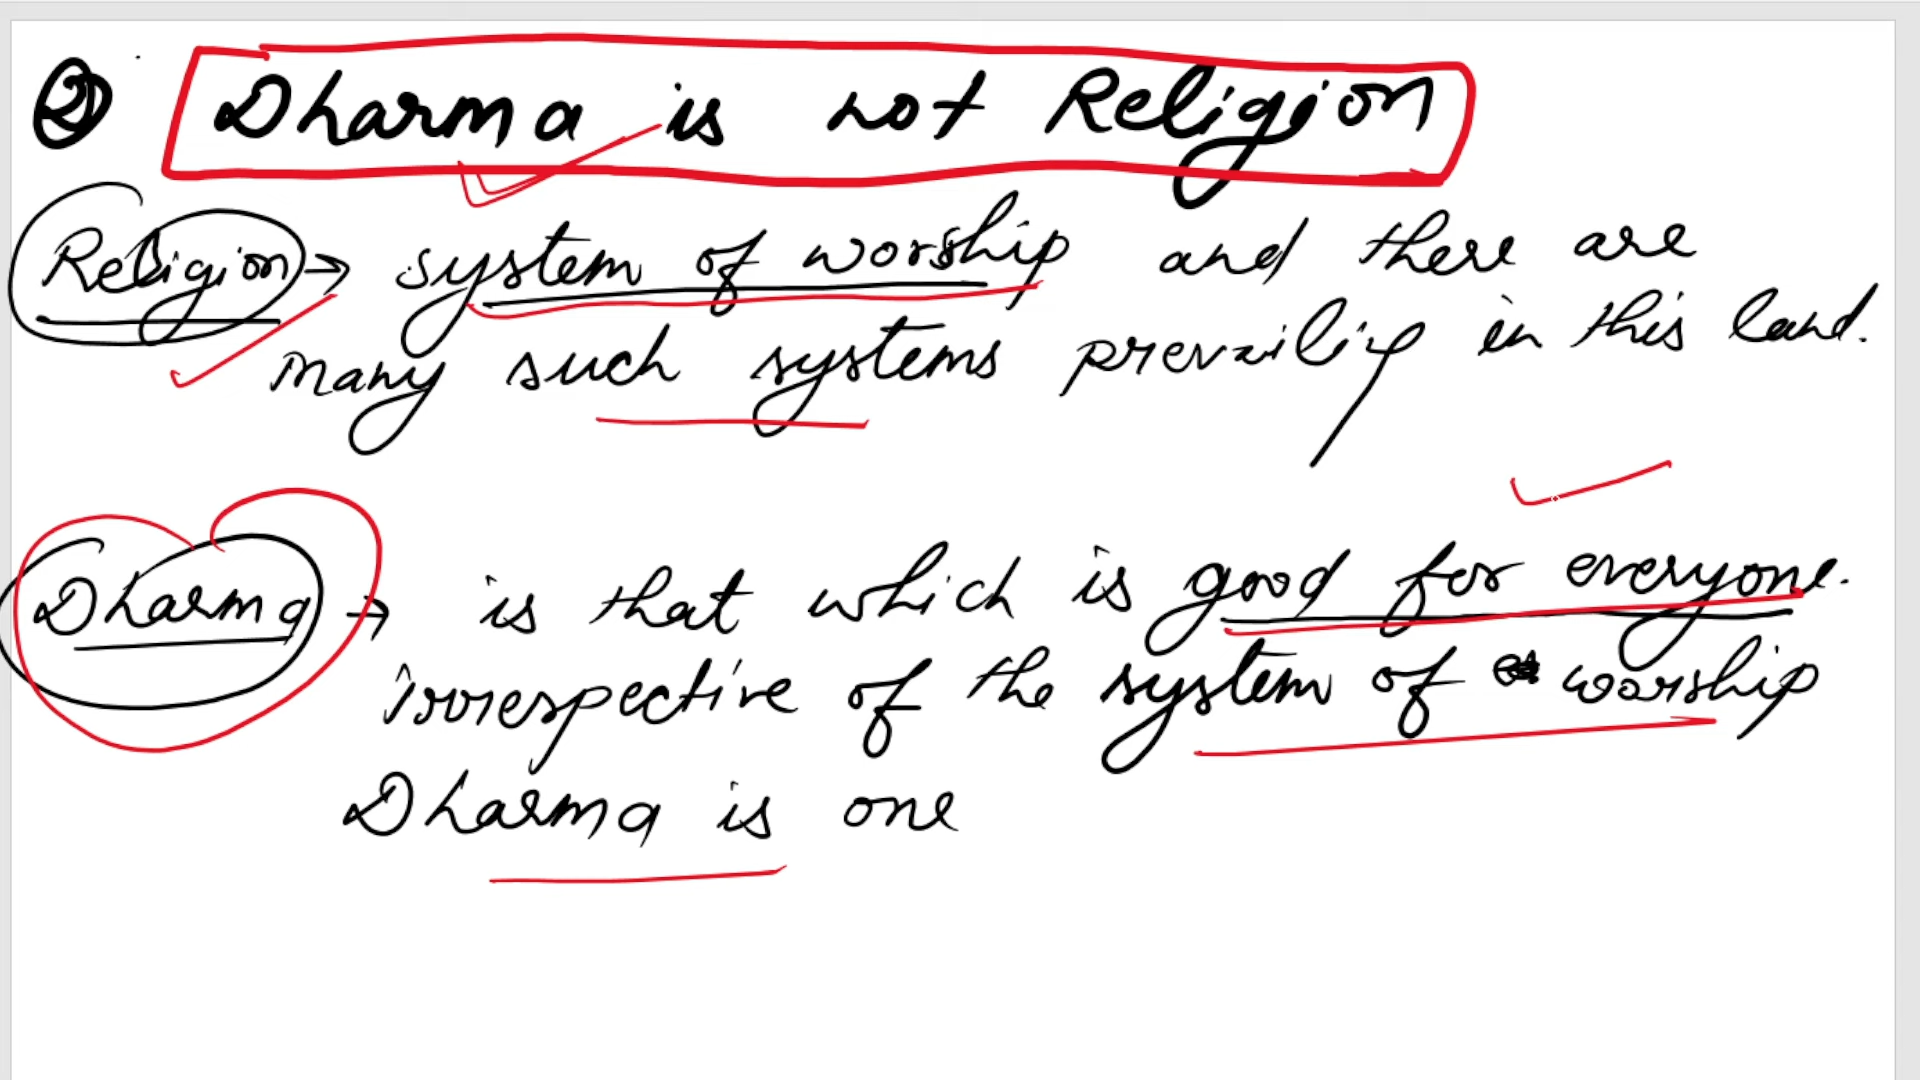 ② Dharma is not Religion
Religion → system of worship and there are
many such systems prevailing in this land.
Dharma → is that which is good for everyone.
irrespective of the system of worship
Dharma is one